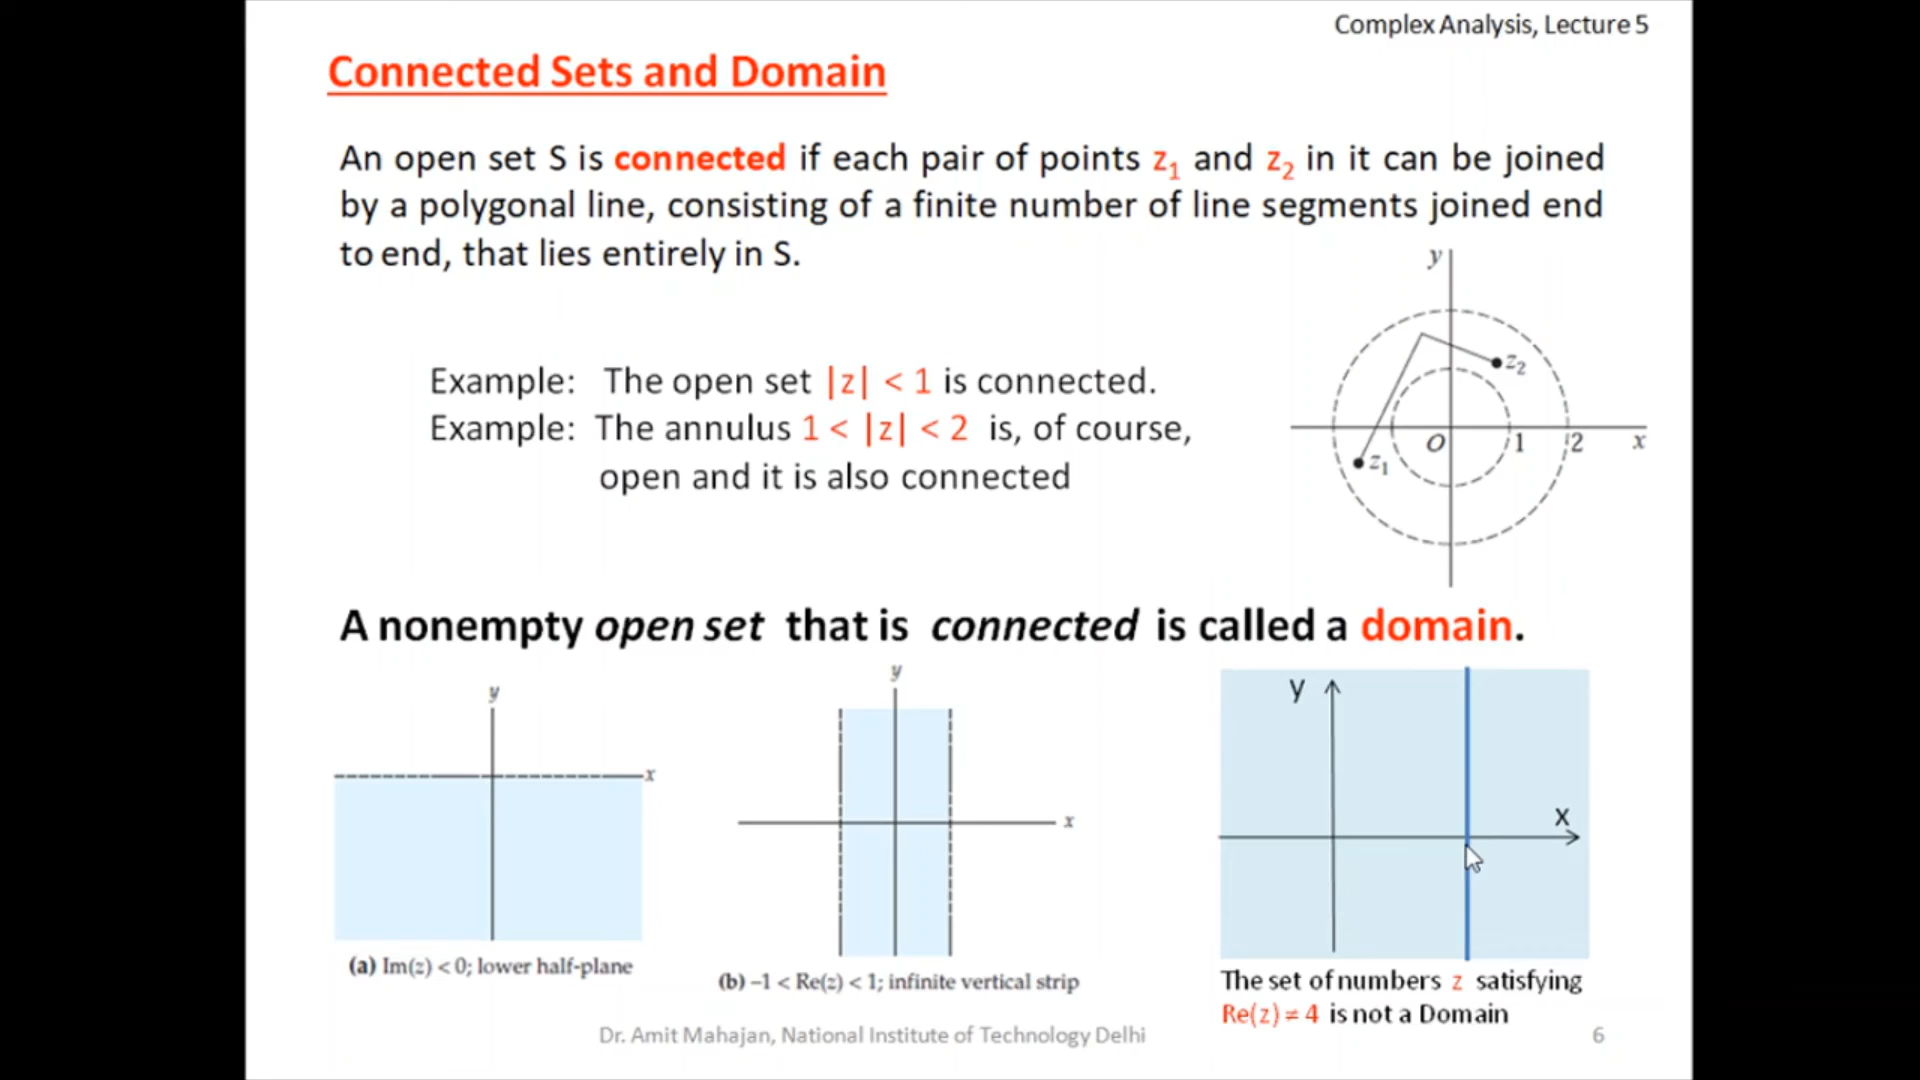 Complex Analysis, Lecture 5
Connected Sets and Domain
An open set S is connected if each pair of points z₁ and z₂ in it can be joined
by a polygonal line, consisting of a finite number of line segments joined end
to end, that lies entirely in S.
y
Example: The open set |z| < 1 is connected.
Example: The annulus 1 < |z| < 2 is, of course,
open and it is also connected
z₂
O 1 2 x
z₁
A nonempty open set that is connected is called a domain.
y
x
(a) Im(z) < 0; lower half-plane
y
x
(b) –1 < Re(z) < 1; infinite vertical strip
y
x
The set of numbers z satisfying
Re(z) ≠ 4 is not a Domain
Dr. Amit Mahajan, National Institute of Technology Delhi
6